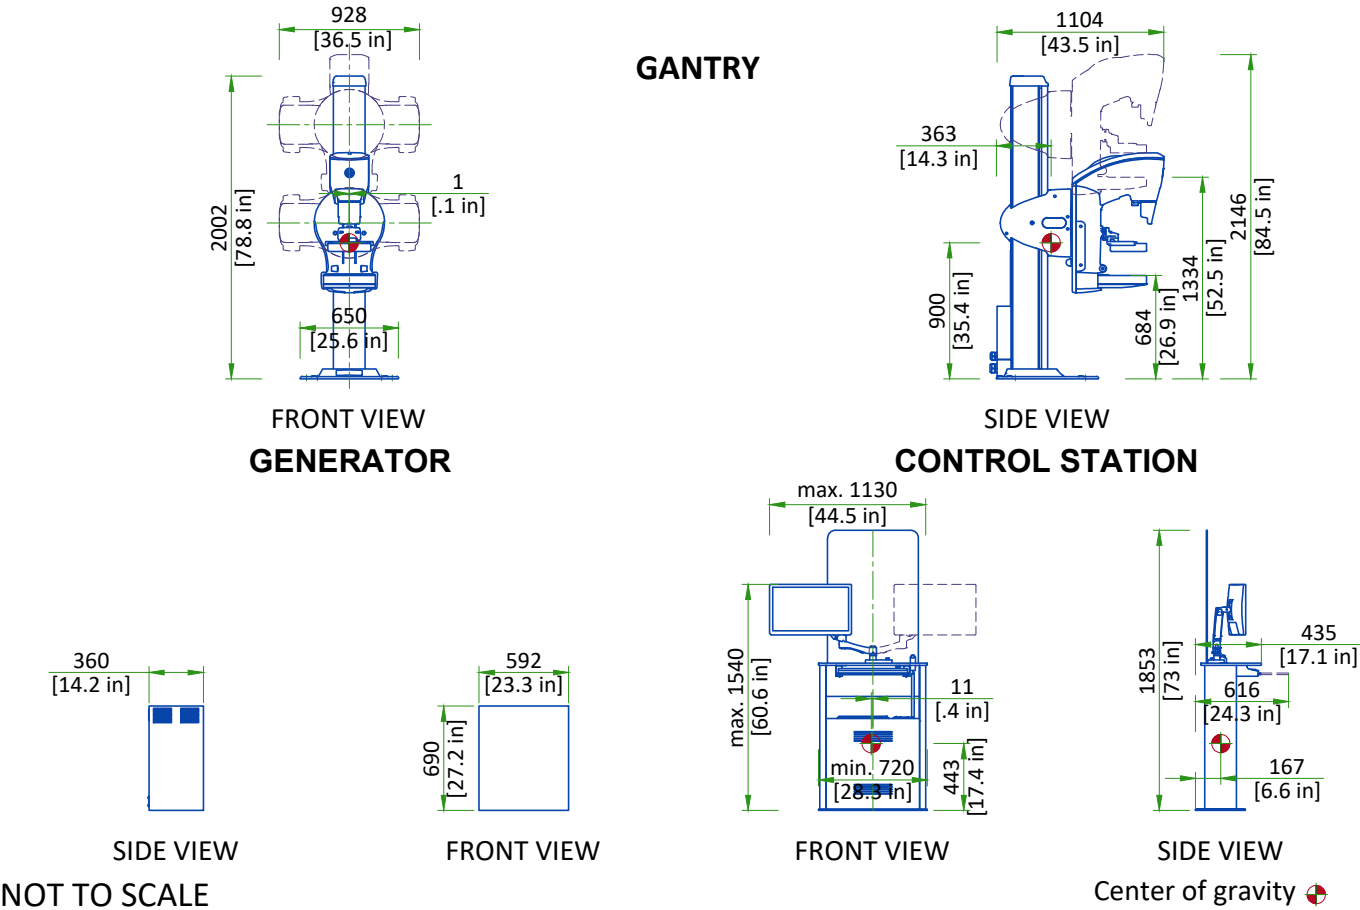 928
[36.5 in]
GANTRY
1104
[43.5 in]
363
[14.3 in]
1
[.1 in]
2002
[78.8 in]
2146
[84.5 in]
1334
[52.5 in]
900
[35.4 in]
684
[26.9 in]
650
[25.6 in]
FRONT VIEW
SIDE VIEW
GENERATOR
CONTROL STATION
max. 1130
[44.5 in]
360
[14.2 in]
592
[23.3 in]
690
[27.2 in]
max. 1540
[60.6 in]
11
[.4 in]
min. 720
[28.3 in]
443
[17.4 in]
1853
[73 in]
435
[17.1 in]
616
[24.3 in]
167
[6.6 in]
SIDE VIEW
FRONT VIEW
FRONT VIEW
SIDE VIEW
NOT TO SCALE
Center of gravity